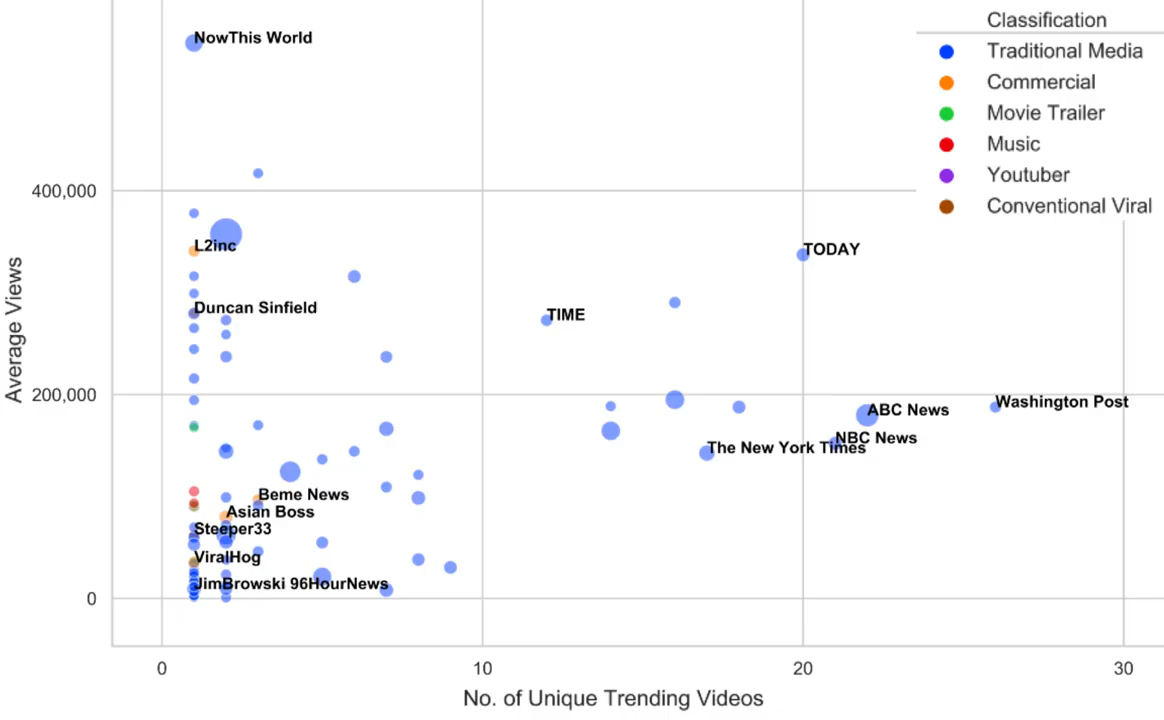 Classification
Traditional Media
Commercial
Movie Trailer
Music
Youtuber
Conventional Viral
Average Views
400,000
200,000
0
NowThis World
L2inc
TODAY
Duncan Sinfield
TIME
Washington Post
ABC News
NBC News
The New York Times
Beme News
Asian Boss
Steeper33
ViralHog
JimBrowski 96HourNews
0
10
20
30
No. of Unique Trending Videos